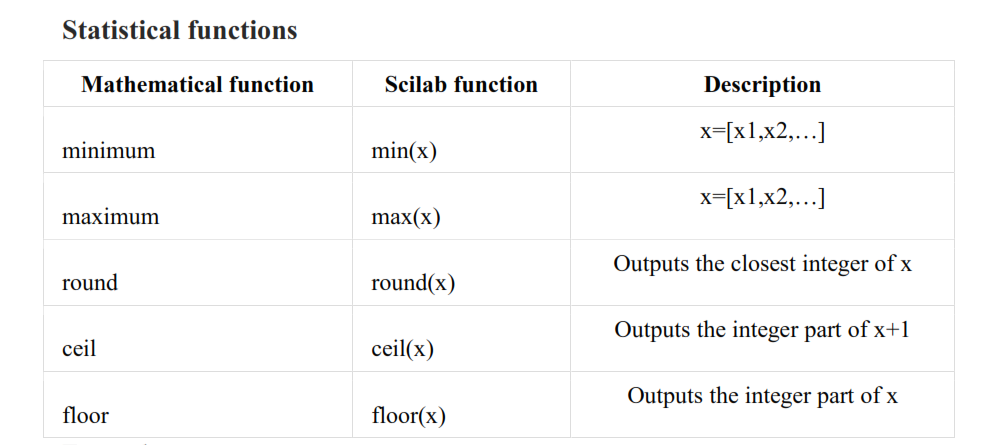 Statistical functions
Mathematical function Scilab function Description
minimum min(x) x=[x1,x2,…]
maximum max(x) x=[x1,x2,…]
round round(x) Outputs the closest integer of x
ceil ceil(x) Outputs the integer part of x+1
floor floor(x) Outputs the integer part of x